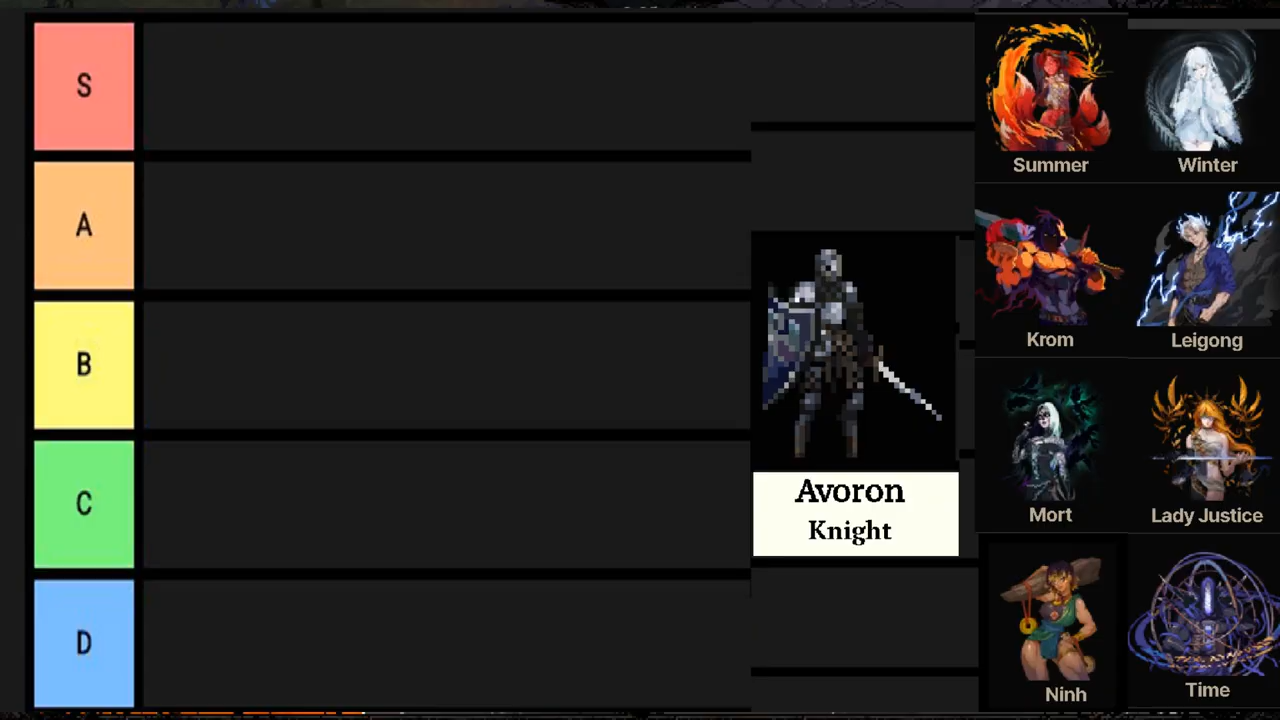 S
A
B
C
D
Avoron
Knight
Summer
Winter
Krom
Leigong
Mort
Lady Justice
Ninh
Time